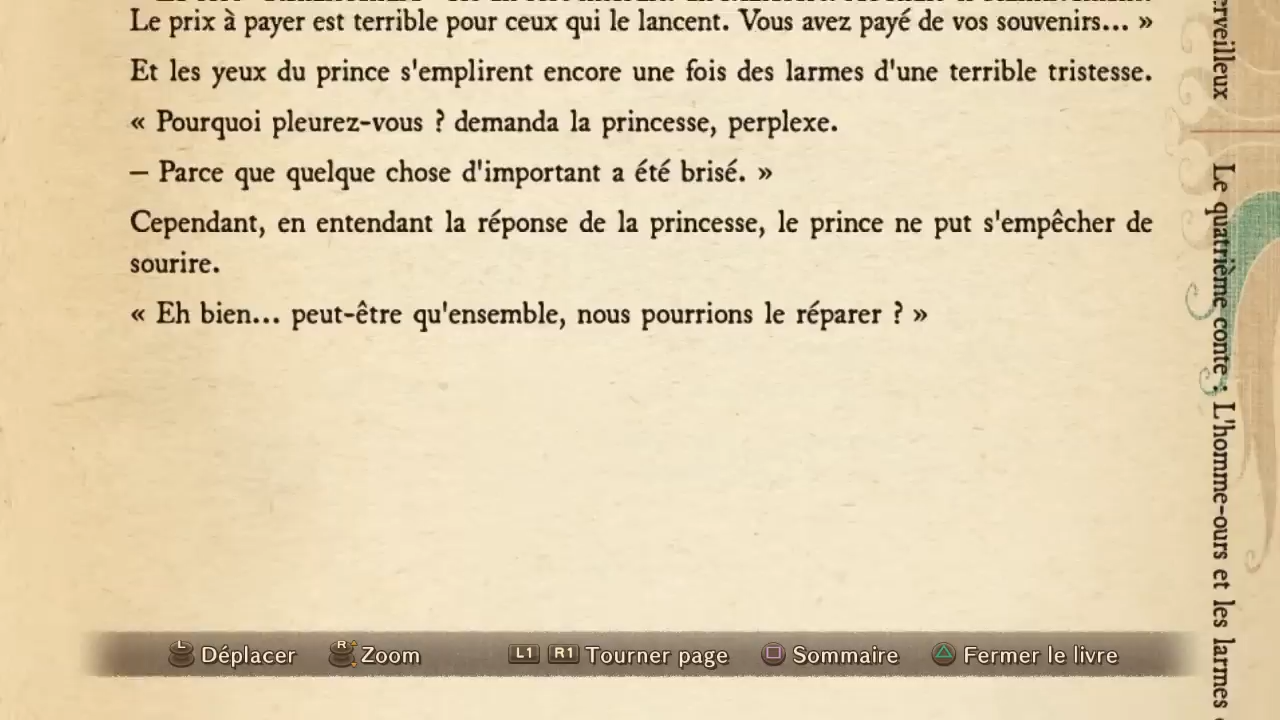 Le prix à payer est terrible pour ceux qui le lancent. Vous avez payé de vos souvenirs... »
Et les yeux du prince s'emplirent encore une fois des larmes d'une terrible tristesse.
« Pourquoi pleurez-vous ? demanda la princesse, perplexe.
– Parce que quelque chose d'important a été brisé. »
Cependant, en entendant la réponse de la princesse, le prince ne put s'empêcher de
sourire.
« Eh bien... peut-être qu'ensemble, nous pourrions le réparer ? »
Le quatrième conte : L'homme-ours et les larmes
L Déplacer R Zoom L1 R1 Tourner page Sommaire Fermer le livre